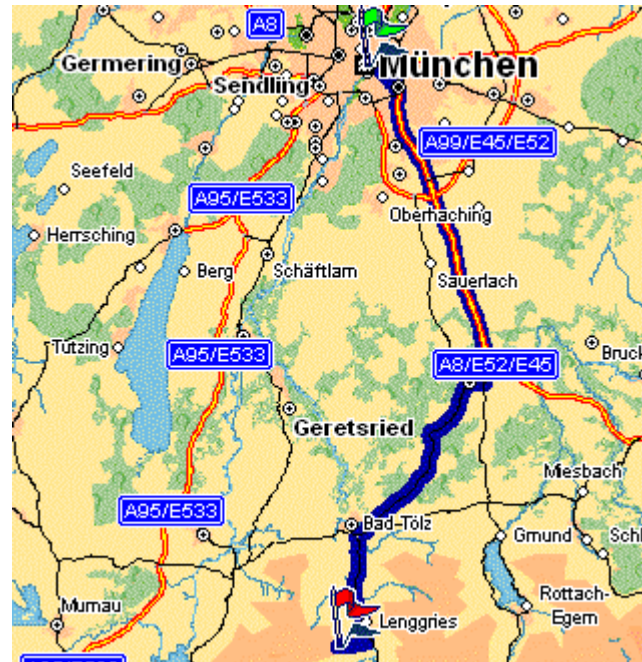 A8
Germering
München
Sendling
A99/E45/E52
Seefeld
A95/E533
Oberhaching
Herrsching
Berg
Schäftlarn
Sauerlach
Tutzing
A95/E533
A8/E52/E45
Bruck
Geretsried
Miesbach
A95/E533
Bad-Tölz
Gmund
Schl
Murnau
Lenggries
Rottach-
Egern